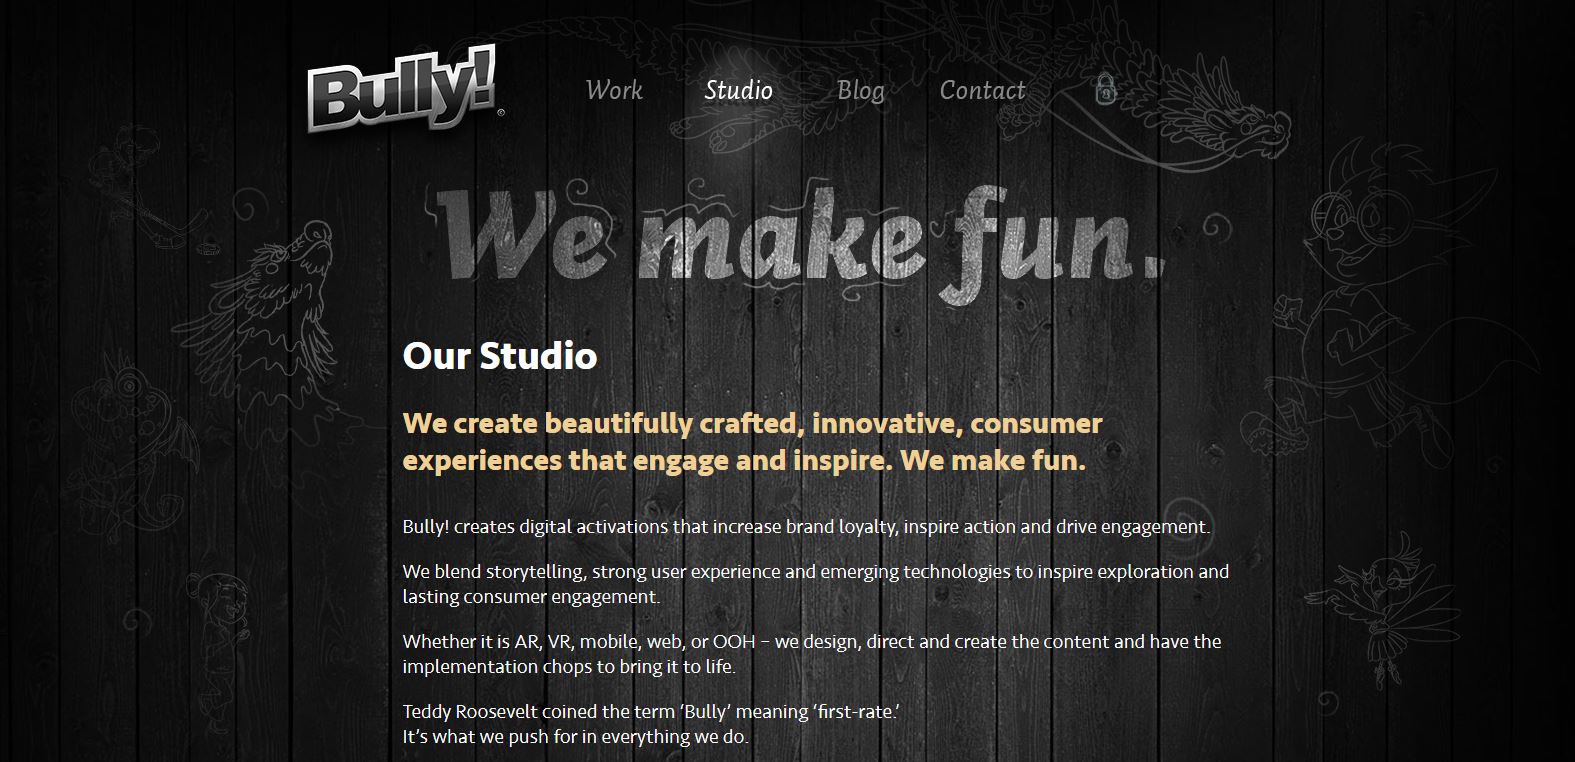 Bully!
©
Work Studio Blog Contact
We make fun.
Our Studio
We create beautifully crafted, innovative, consumer
experiences that engage and inspire. We make fun.
Bully! creates digital activations that increase brand loyalty, inspire action and drive engagement.
We blend storytelling, strong user experience and emerging technologies to inspire exploration and
lasting consumer engagement.
Whether it is AR, VR, mobile, web, or OOH – we design, direct and create the content and have the
implementation chops to bring it to life.
Teddy Roosevelt coined the term ‘Bully’ meaning ‘first-rate.’
It’s what we push for in everything we do.